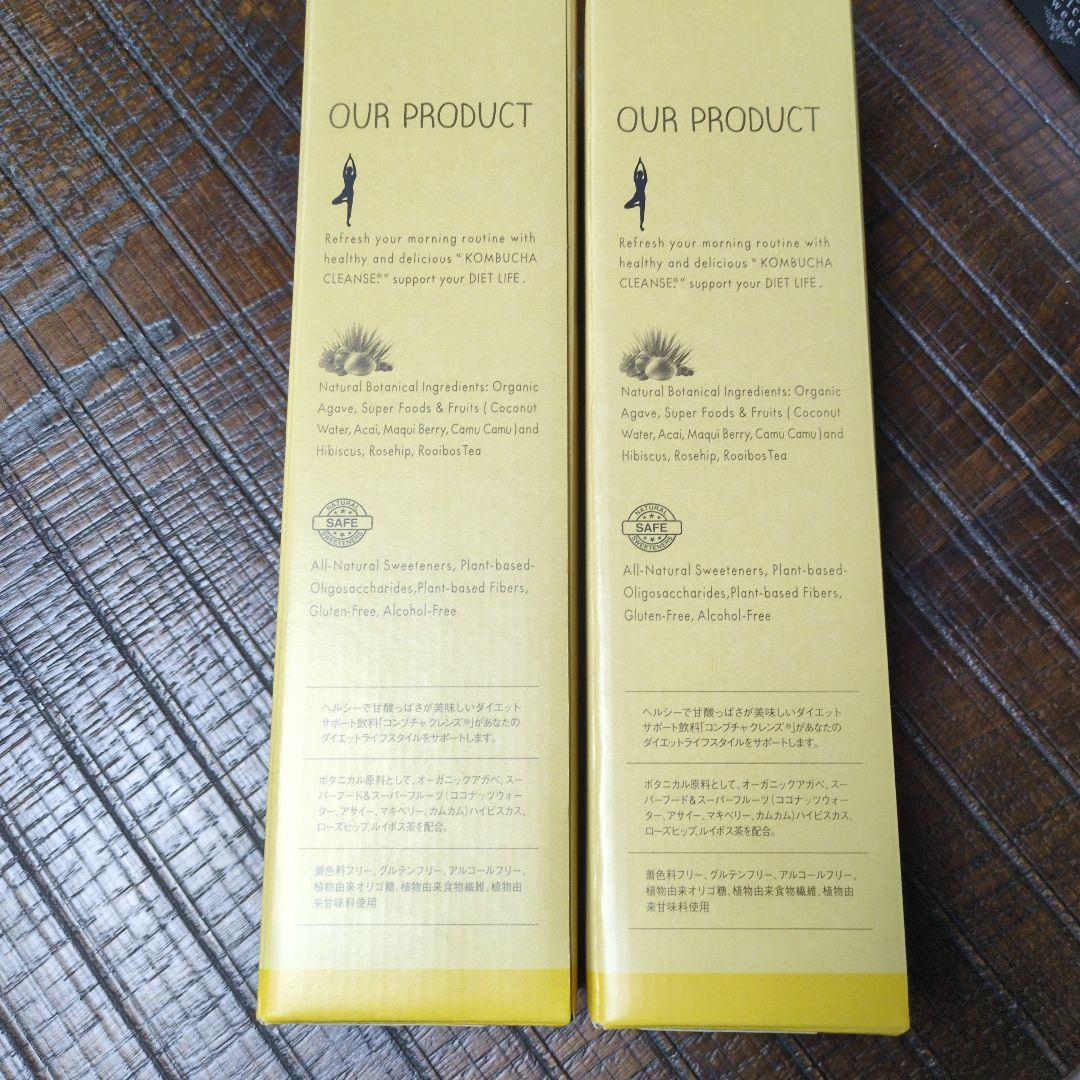 OUR PRODUCT
Refresh your morning routine with
healthy and delicious “ KOMBUCHA
CLEANSE®.” support your DIET LIFE .
Natural Botanical Ingredients: Organic
Agave, Super Foods & Fruits ( Coconut
Water, Acai, Maqui Berry, Camu Camu ) and
Hibiscus, Rosehip, Rooibos Tea
NATURAL
SAFE
SWEETENERS
All-Natural Sweeteners, Plant-based-
Oligosaccharides,Plant-based Fibers,
Gluten-Free, Alcohol-Free
ヘルシーで甘酸っぱさが美味しいダイエット
サポート飲料「コンブチャクレンズ®」があなたの
ダイエットライフスタイルをサポートします。
ボタニカル原料として、オーガニックアガベ、スー
パーフード&スーパーフルーツ（ココナッツウォー
ター、アサイー、マキベリー、カムカム）ハイビスカス、
ローズヒップ、ルイボス茶を配合。
着色料フリー、グルテンフリー、アルコールフリー、
植物由来オリゴ糖、植物由来食物繊維、植物由
来甘味料使用
OUR PRODUCT
Refresh your morning routine with
healthy and delicious “ KOMBUCHA
CLEANSE®.” support your DIET LIFE .
Natural Botanical Ingredients: Organic
Agave, Super Foods & Fruits ( Coconut
Water, Acai, Maqui Berry, Camu Camu ) and
Hibiscus, Rosehip, Rooibos Tea
NATURAL
SAFE
SWEETENERS
All-Natural Sweeteners, Plant-based-
Oligosaccharides,Plant-based Fibers,
Gluten-Free, Alcohol-Free
ヘルシーで甘酸っぱさが美味しいダイエット
サポート飲料「コンブチャクレンズ®」があなたの
ダイエットライフスタイルをサポートします。
ボタニカル原料として、オーガニックアガベ、スー
パーフード&スーパーフルーツ（ココナッツウォー
ター、アサイー、マキベリー、カムカム）ハイビスカス、
ローズヒップ、ルイボス茶を配合。
着色料フリー、グルテンフリー、アルコールフリー、
植物由来オリゴ糖、植物由来食物繊維、植物由
来甘味料使用